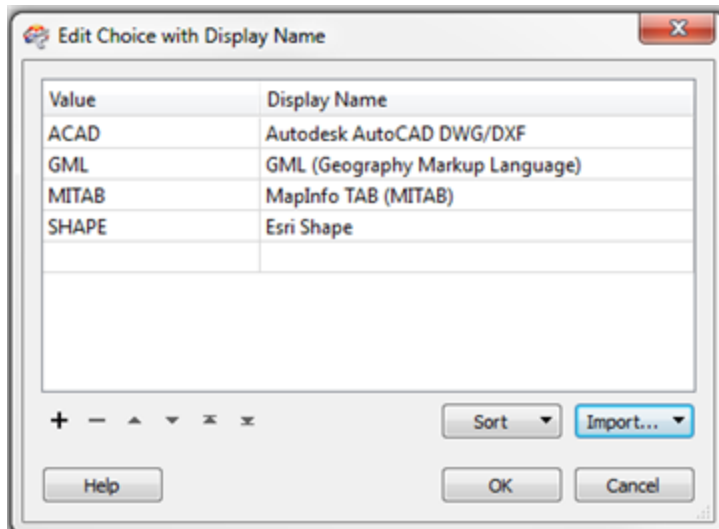 Edit Choice with Display Name
Value Display Name
ACAD Autodesk AutoCAD DWG/DXF
GML GML (Geography Markup Language)
MITAB MapInfo TAB (MITAB)
SHAPE Esri Shape
Sort Import...
Help OK Cancel